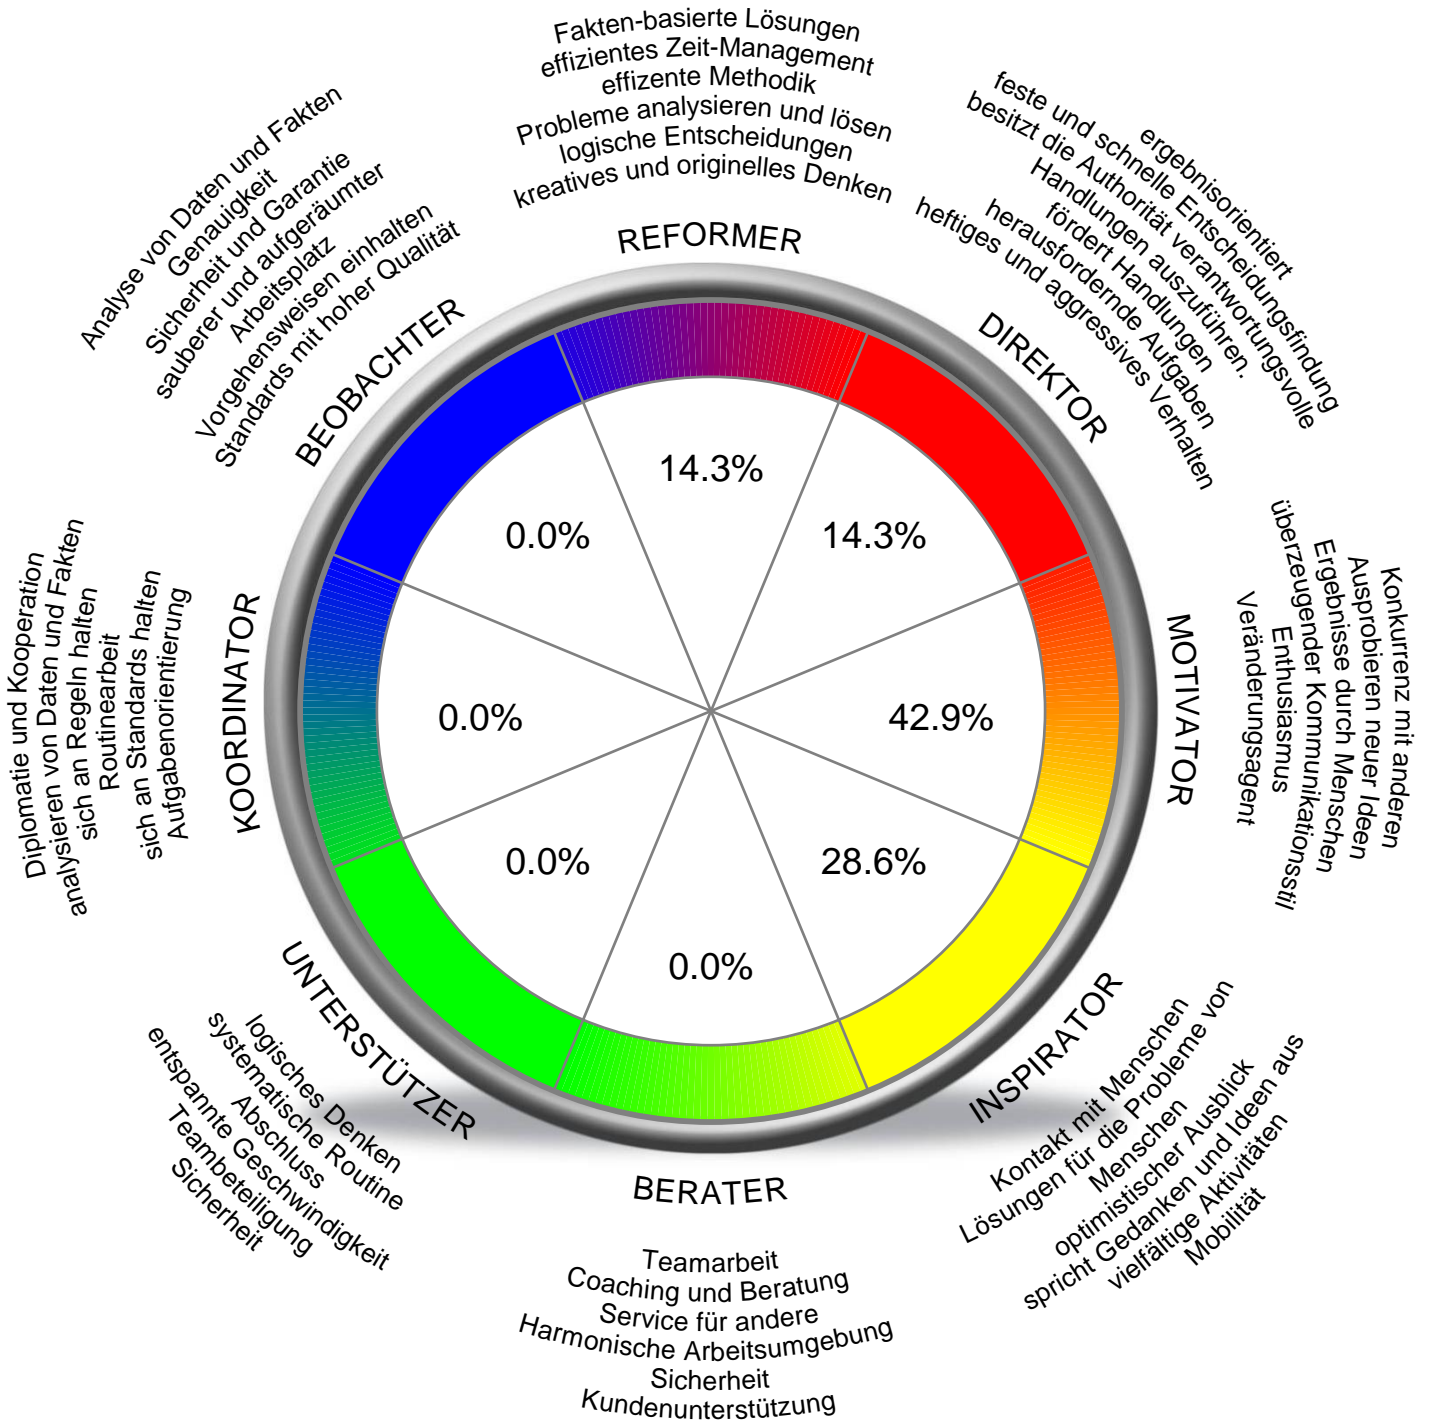 Fakten-basierte Lösungen
effizientes Zeit-Management
effizente Methodik
Probleme analysieren und lösen
logische Entscheidungen
kreatives und originelles Denken
REFORMER
14.3%
ergebnisorientiert
feste und schnelle Entscheidungsfindung
besitzt die Authorität verantwortungsvolle
Handlungen auszuführen.
fördert Handlungen
herausfordernde Aufgaben
heftiges und aggressives Verhalten
DIREKTOR
14.3%
Konkurrenz mit anderen
Ausprobieren neuer Ideen
Ergebnisse durch Menschen
überzeugender Kommunikationsstil
Enthusiasmus
Veränderungsagent
MOTIVATOR
42.9%
INSPIRATOR
28.6%
Kontakt mit Menschen
Lösungen für die Probleme von
Menschen
optimistischer Ausblick
spricht Gedanken und Ideen aus
vielfältige Aktivitäten
Mobilität
0.0%
BERATER
Teamarbeit
Coaching und Beratung
Service für andere
Harmonische Arbeitsumgebung
Sicherheit
Kundenunterstützung
0.0%
UNTERSTÜTZER
logisches Denken
systematische Routine
Abschluss
entspannte Geschwindigkeit
Teambeteiligung
Sicherheit
Diplomatie und Kooperation
analysieren von Daten und Fakten
sich an Regeln halten
Routinearbeit
sich an Standards halten
Aufgabenorientierung
KOORDINATOR
0.0%
Analyse von Daten und Fakten
Genauigkeit
Sicherheit und Garantie
sauberer und aufgeräumter
Arbeitsplatz
Vorgehensweisen einhalten
Standards mit hoher Qualität
BEOBACHTER
0.0%